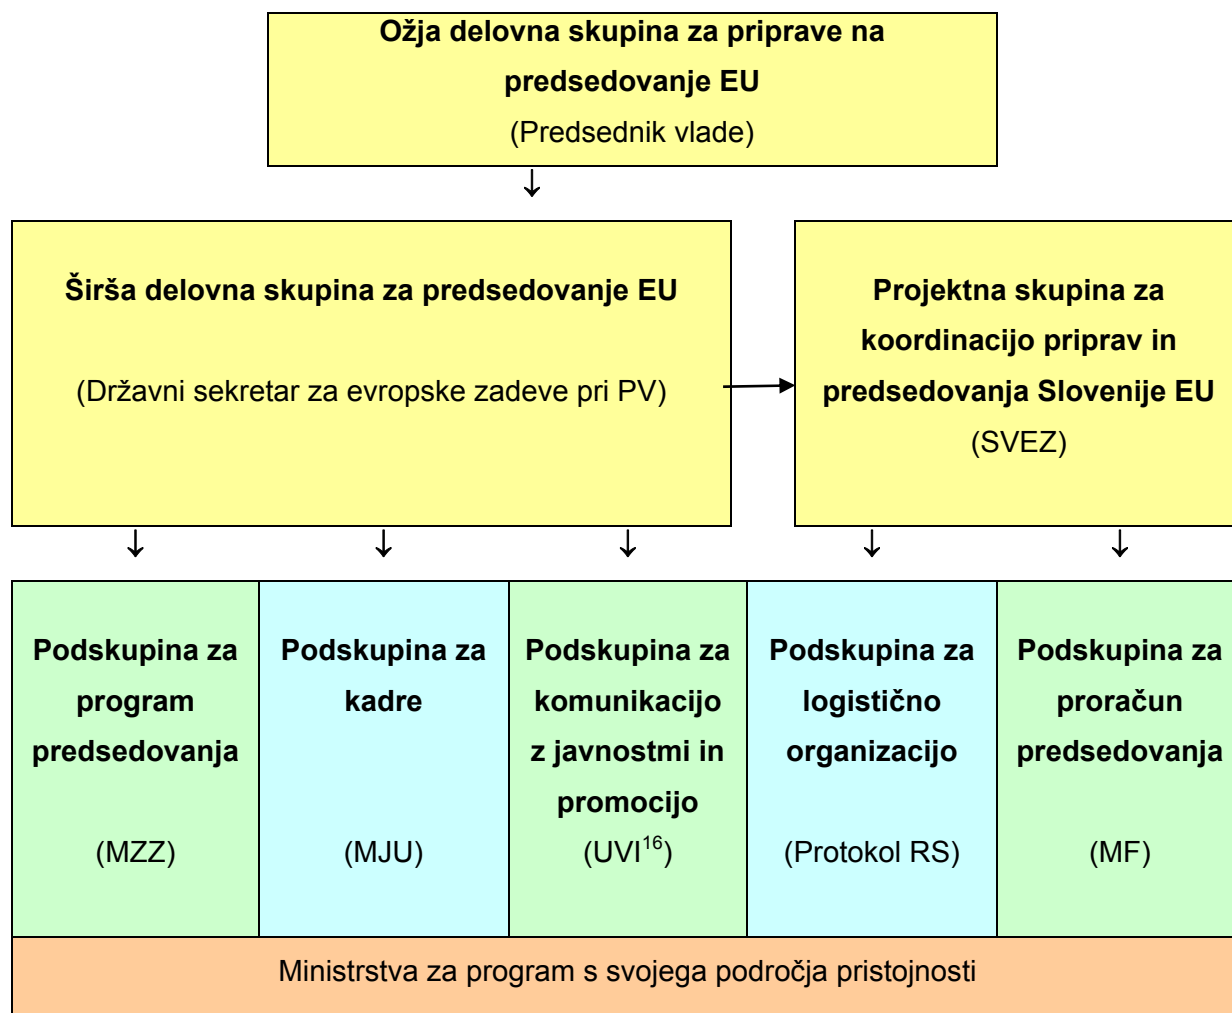 Ožja delovna skupina za priprave na
predsedovanje EU
(Predsednik vlade)
Širša delovna skupina za predsedovanje EU
(Državni sekretar za evropske zadeve pri PV)
Projektna skupina za
koordinacijo priprav in
predsedovanja Slovenije EU
(SVEZ)
Podskupina za
program
predsedovanja
(MZZ)
Podskupina za
kadre
(MJU)
Podskupina za
komunikacijo
z javnostmi in
promocijo
(UVI16)
Podskupina za
logistično
organizacijo
(Protokol RS)
Podskupina za
proračun
predsedovanja
(MF)
Ministrstva za program s svojega področja pristojnosti